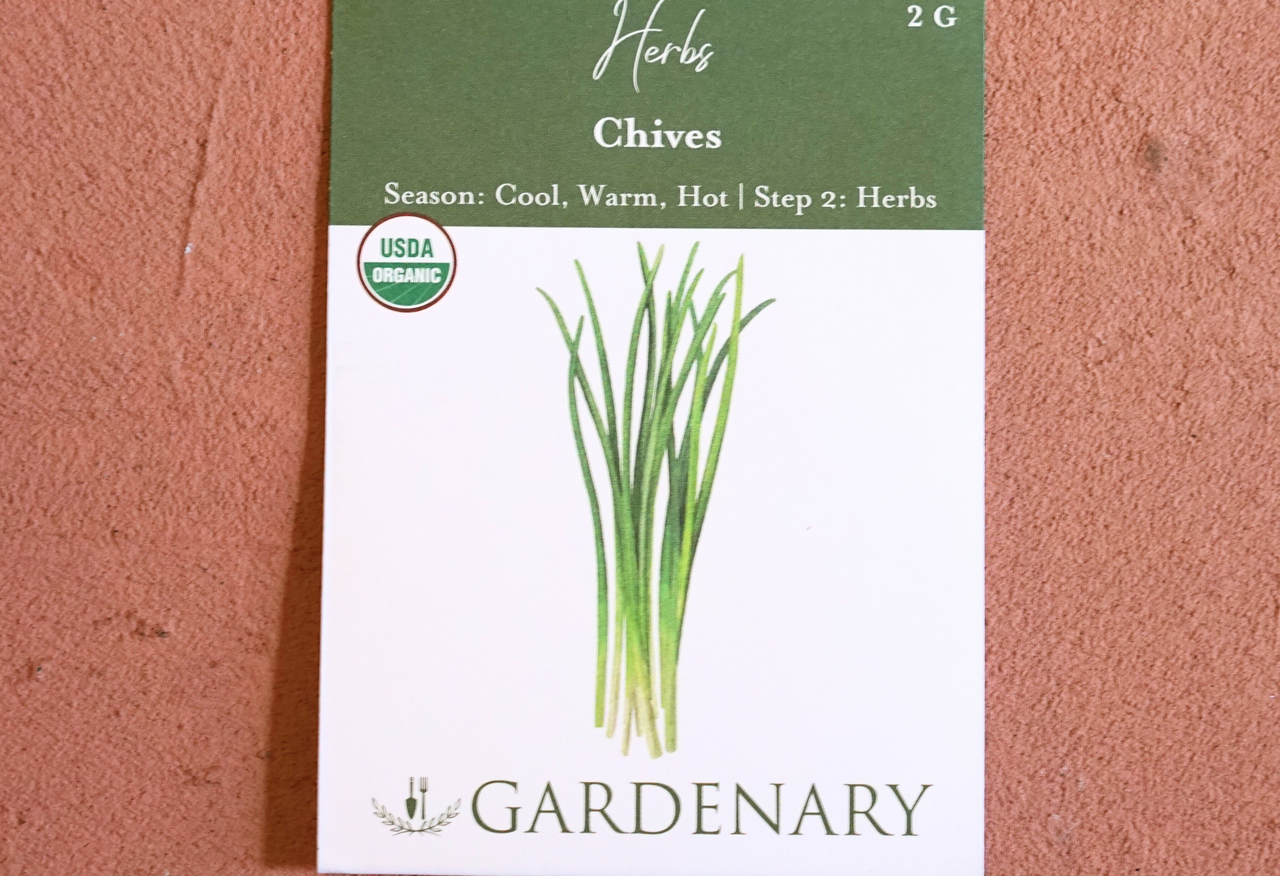 2 G
Herbs
Chives
Season: Cool, Warm, Hot | Step 2: Herbs
USDA
ORGANIC
GARDENARY